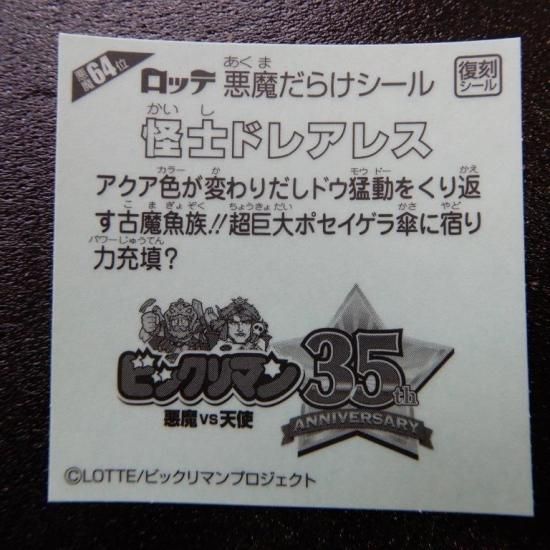 悪魔64位
ロッテ 悪魔だらけシール
あくま
復刻
シール
かいし
怪士ドレアレス
カラー か モウ ドー かえ
アクア色が変わりだしドウ猛動をくり返
こ ま ぎょぞく ちょうきょだい かさ やど
す古魔魚族!!超巨大ポセイゲラ傘に宿り
パワーじゅうてん
力充填?
ビックリマン
悪魔VS天使
35th
ANNIVERSARY
©LOTTE/ビックリマンプロジェクト